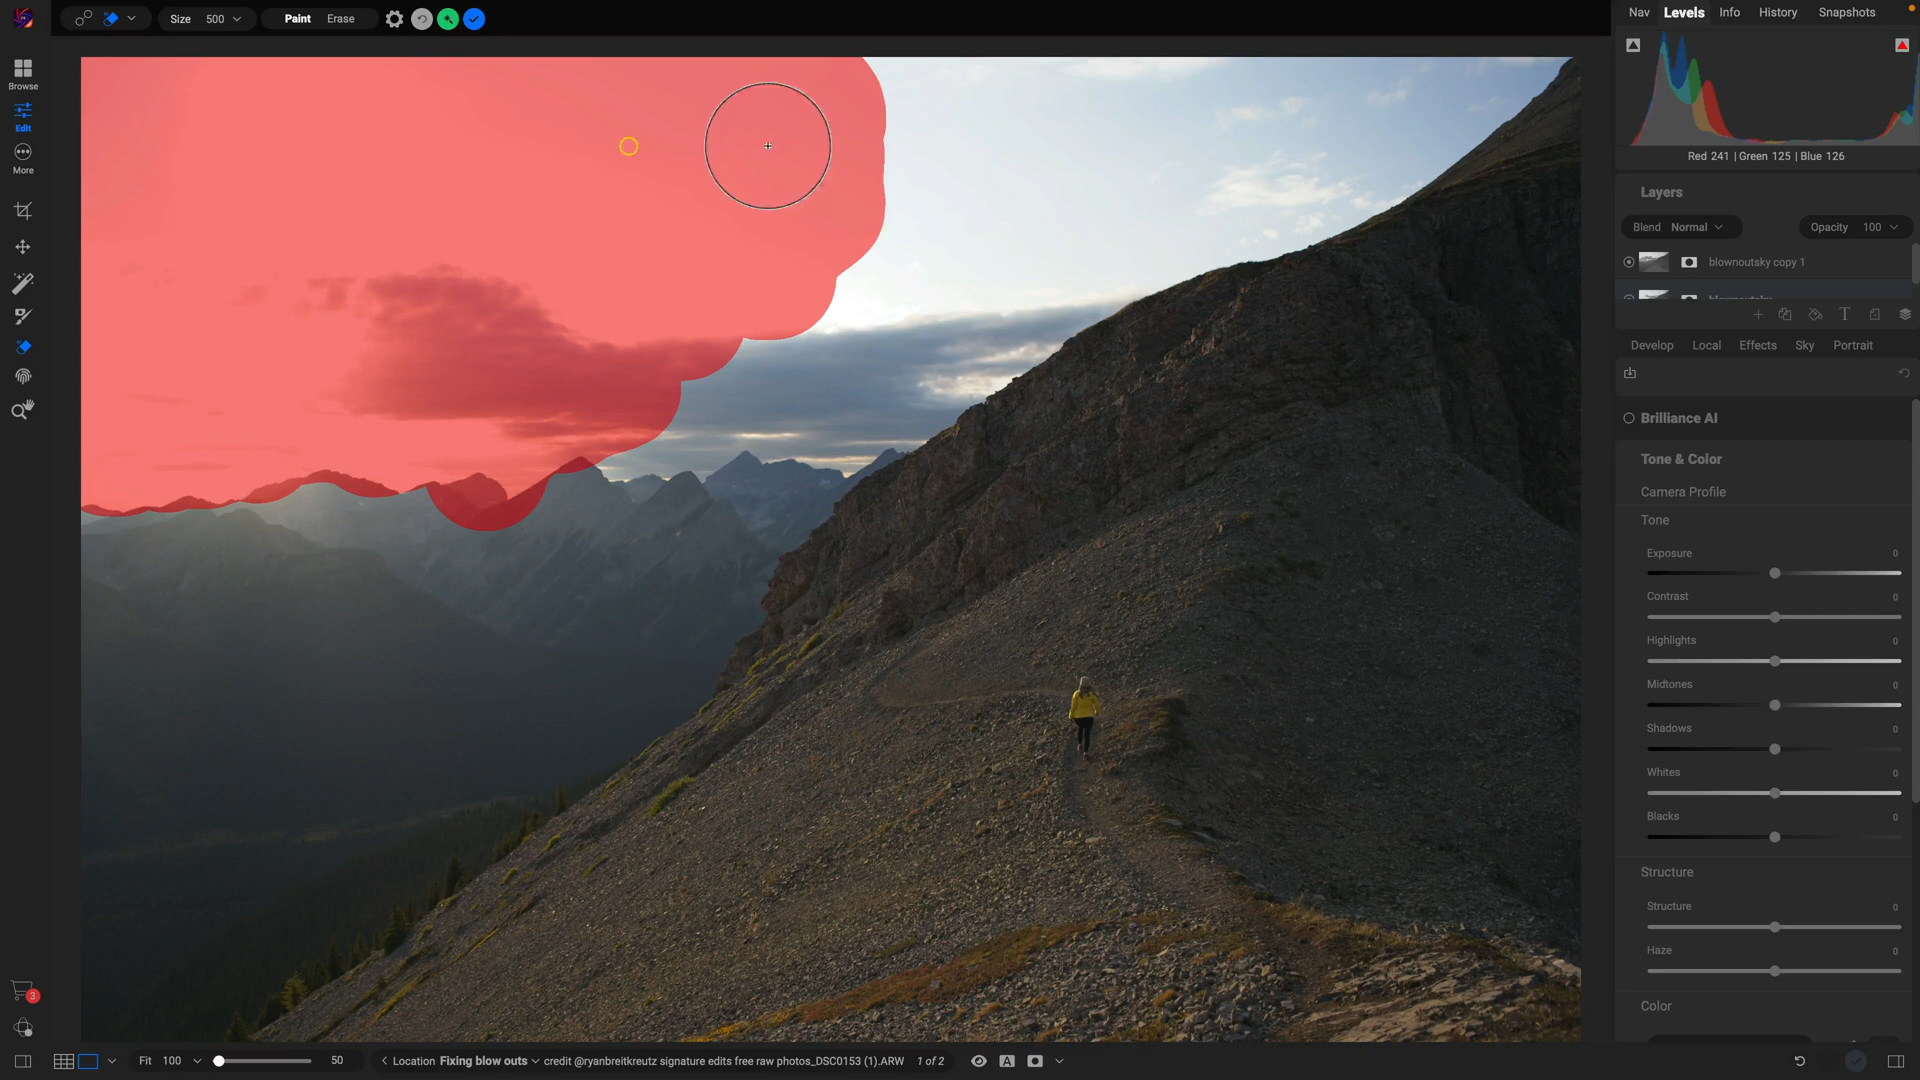 Size 500 Paint Erase
Nav Levels Info History Snapshots
Browse
Edit
More
Red 241 | Green 125 | Blue 126
Layers
Blend Normal Opacity 100
blownoutsky copy 1
T
Develop Local Effects Sky Portrait
Brilliance AI
Tone & Color
Camera Profile
Tone
Exposure 0
Contrast 0
Highlights 0
Midtones 0
Shadows 0
Whites 0
Blacks 0
Structure
Structure 0
Haze 0
Color
3
Fit 100 50 Location Fixing blow outs credit @ryanbreitkreutz signature edits free raw photos_DSC0153 (1).ARW 1 of 2 A